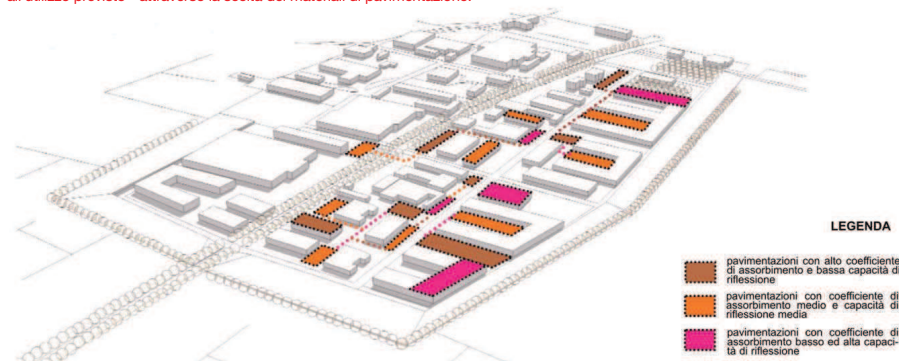 all'utilizzo previsto - attraverso la scelta dei materiali di pavimentazione.
LEGENDA
pavimentazioni con alto coefficiente
di assorbimento e bassa capacità di
riflessione
pavimentazioni con coefficiente di
assorbimento medio e capacità di
riflessione media
pavimentazioni con coefficiente di
assorbimento basso ed alta capaci-
tà di riflessione